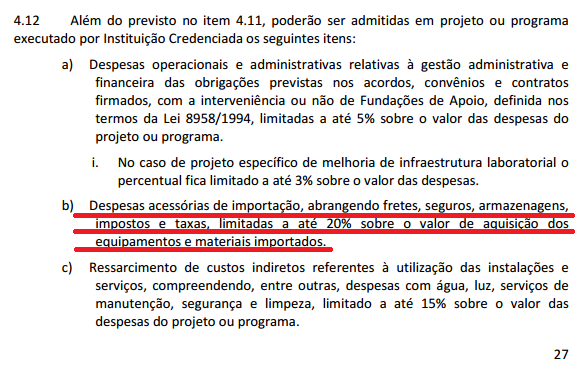 4.12 Além do previsto no item 4.11, poderão ser admitidas em projeto ou programa
executado por Instituição Credenciada os seguintes itens:
a) Despesas operacionais e administrativas relativas à gestão administrativa e
financeira das obrigações previstas nos acordos, convênios e contratos
firmados, com a interveniência ou não de Fundações de Apoio, definida nos
termos da Lei 8958/1994, limitadas a até 5% sobre o valor das despesas do
projeto ou programa.
i. No caso de projeto específico de melhoria de infraestrutura laboratorial o
percentual fica limitado a até 3% sobre o valor das despesas.
b) Despesas acessórias de importação, abrangendo fretes, seguros, armazenagens,
impostos e taxas, limitadas a até 20% sobre o valor de aquisição dos
equipamentos e materiais importados.
c) Ressarcimento de custos indiretos referentes à utilização das instalações e
serviços, compreendendo, entre outras, despesas com água, luz, serviços de
manutenção, segurança e limpeza, limitado a até 15% sobre o valor das
despesas do projeto ou programa.
27